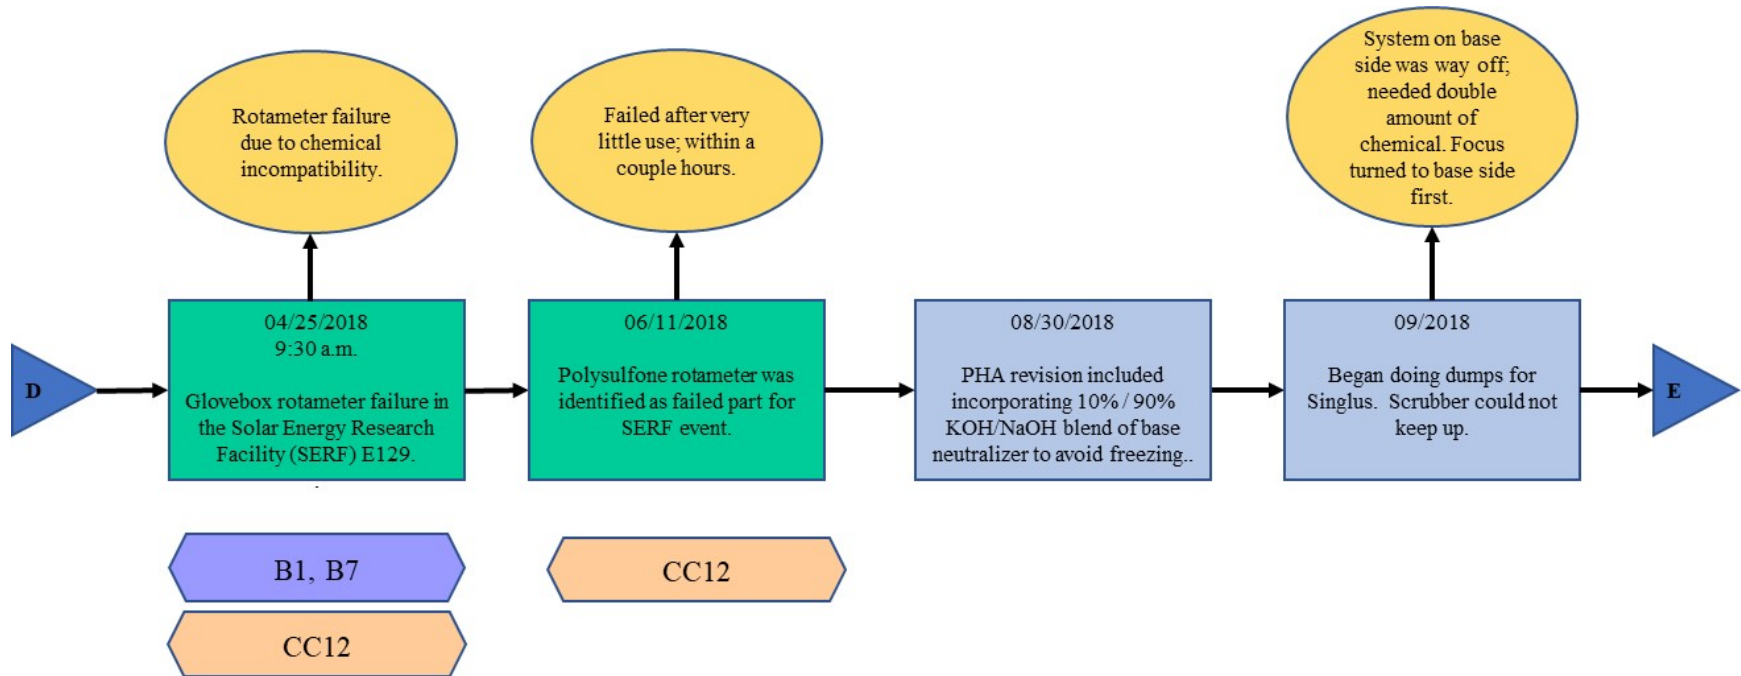 Rotameter failure
due to chemical
incompatibility.
Failed after very
little use; within a
couple hours.
System on base
side was way off;
needed double
amount of
chemical. Focus
turned to base side
first.
D
04/25/2018
9:30 a.m.
Glovebox rotameter failure in
the Solar Energy Research
Facility (SERF) E129.
.
06/11/2018
Polysulfone rotameter was
identified as failed part for
SERF event.
08/30/2018
PHA revision included
incorporating 10% / 90%
KOH/NaOH blend of base
neutralizer to avoid freezing..
09/2018
Began doing dumps for
Singlus. Scrubber could not
keep up.
E
B1, B7
CC12
CC12